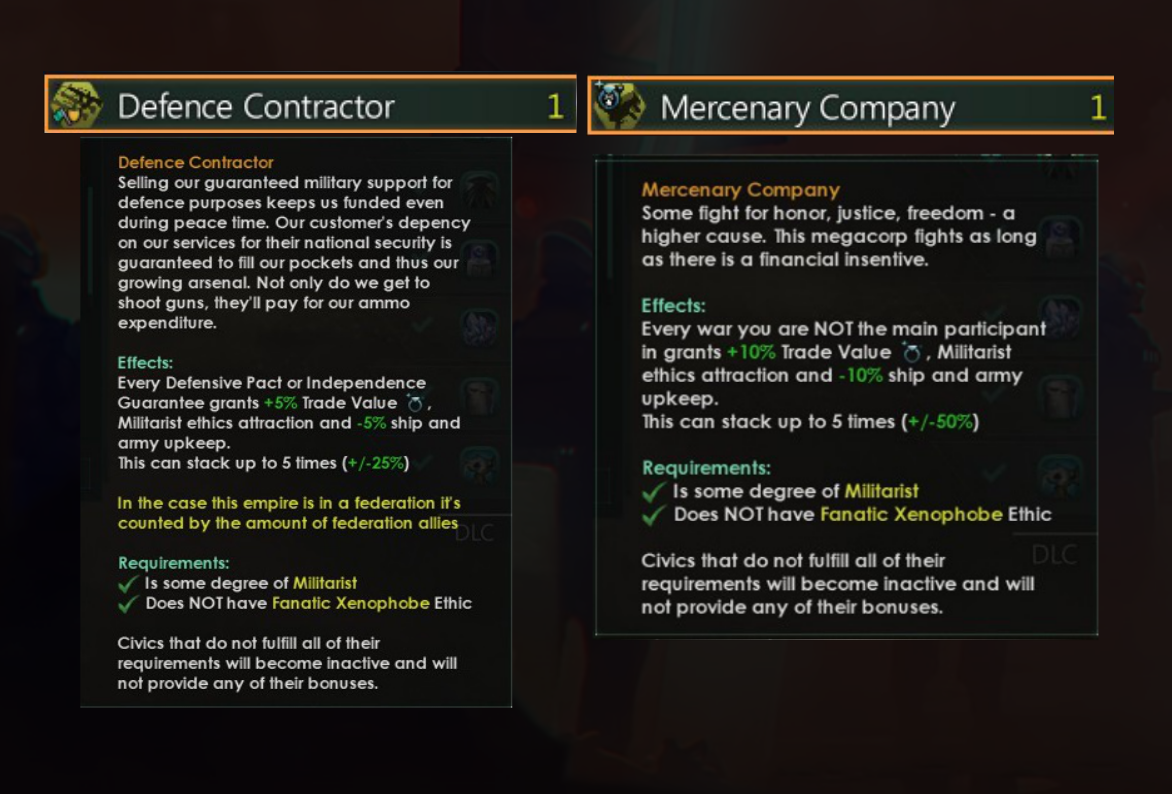 Defence Contractor 1
Defence Contractor
Selling our guaranteed military support for
defence purposes keeps us funded even
during peace time. Our customer's depency
on our services for their national security is
guaranteed to fill our pockets and thus our
growing arsenal. Not only do we get to
shoot guns, they'll pay for our ammo
expenditure.
Effects:
Every Defensive Pact or Independence
Guarantee grants +5% Trade Value ,
Militarist ethics attraction and -5% ship and
army upkeep.
This can stack up to 5 times (+/-25%)
In the case this empire is in a federation it's
counted by the amount of federation allies
DLC
Requirements:
Is some degree of Militarist
Does NOT have Fanatic Xenophobe Ethic
Civics that do not fulfill all of their
requirements will become inactive and will
not provide any of their bonuses.
Mercenary Company 1
Mercenary Company
Some fight for honor, justice, freedom - a
higher cause. This megacorp fights as long
as there is a financial insentive.
Effects:
Every war you are NOT the main participant
in grants +10% Trade Value , Militarist
ethics attraction and -10% ship and army
upkeep.
This can stack up to 5 times (+/-50%)
Requirements:
Is some degree of Militarist
Does NOT have Fanatic Xenophobe Ethic
DLC
Civics that do not fulfill all of their
requirements will become inactive and will
not provide any of their bonuses.